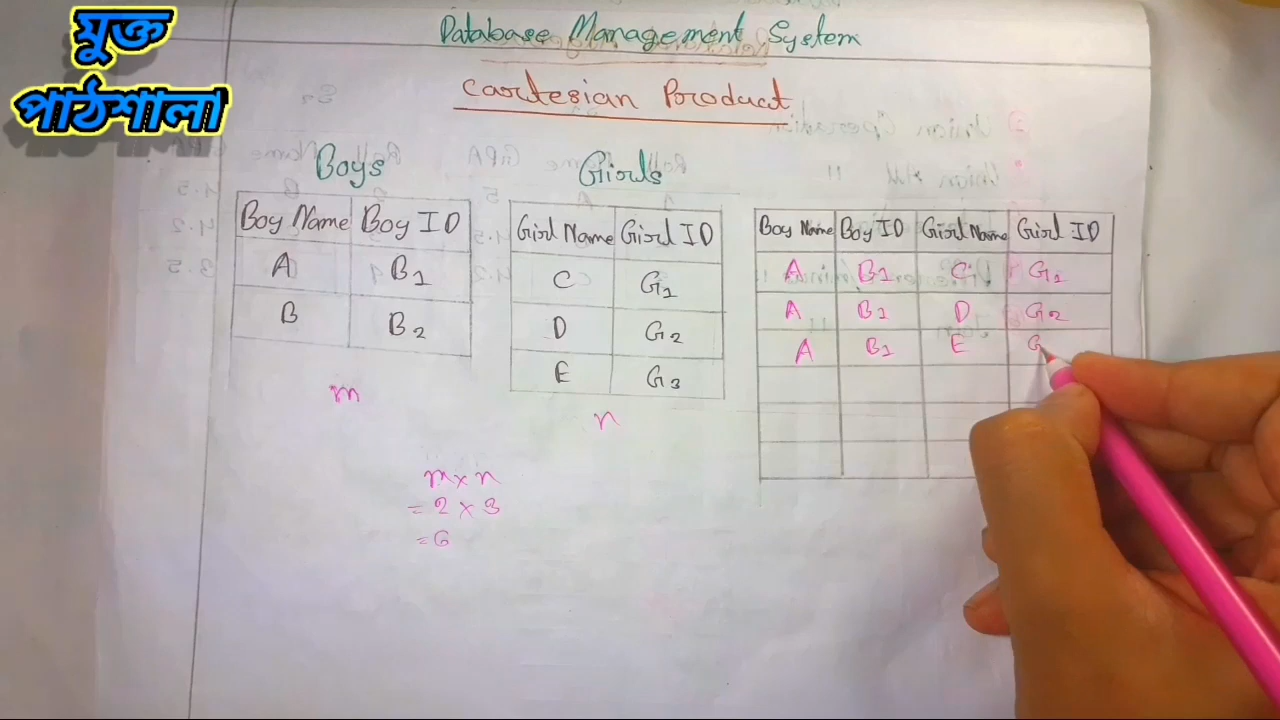 মুক্ত
পাঠশালা
Database Management System
Cartesian Product
Boys
Boy Name Boy ID
A B1
B B2
m
Girls
Girl Name Girl ID
C G1
D G2
E G3
n
m x n
= 2 x 3
= 6
Boy Name Boy ID Girl Name Girl ID
A B1 C G1
A B1 D G2
A B1 E G